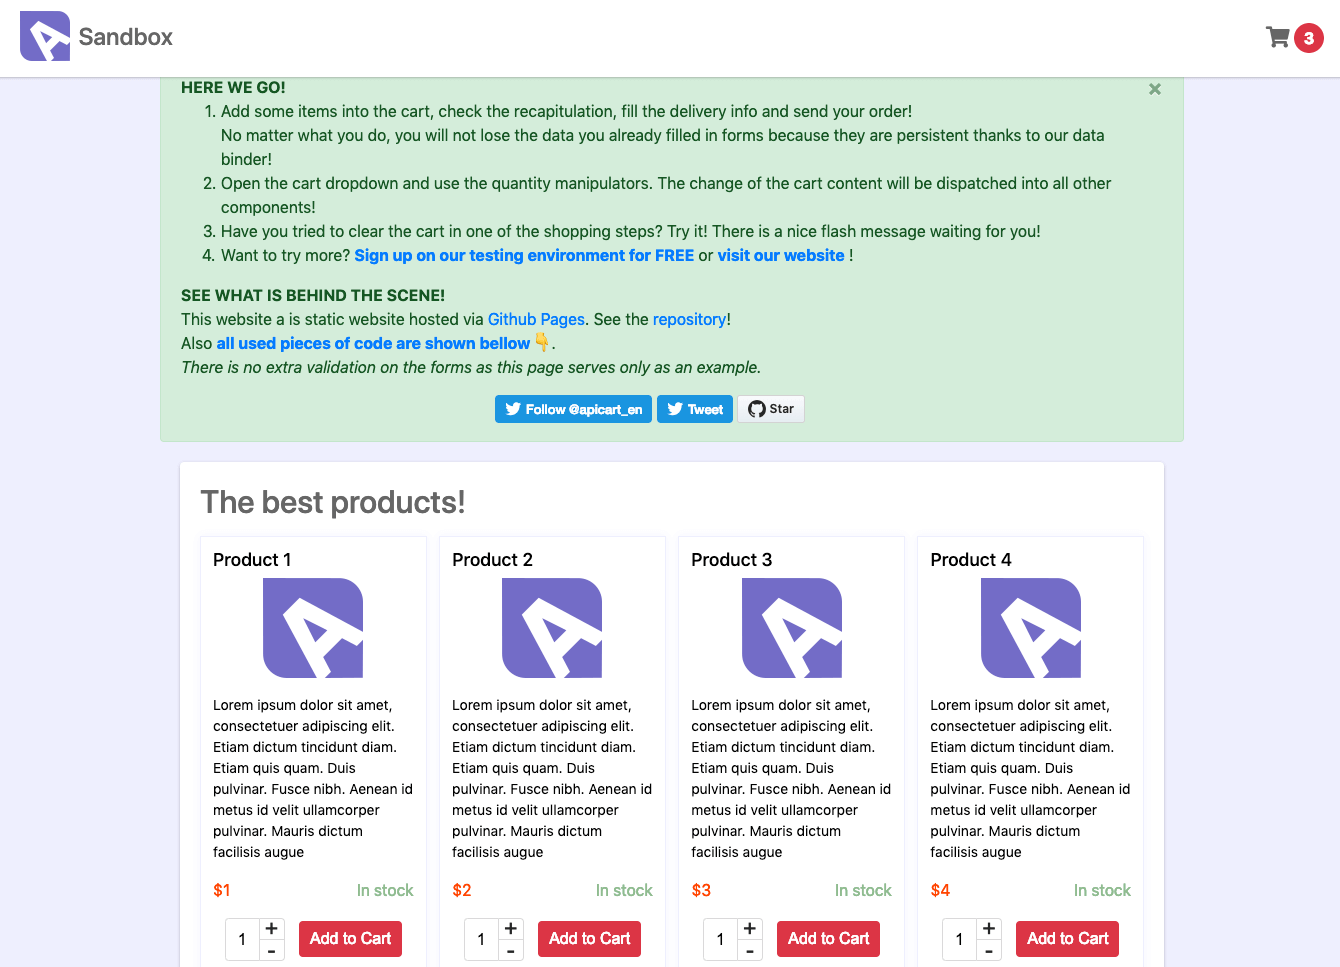 Sandbox
3
HERE WE GO!
×
1. Add some items into the cart, check the recapitulation, fill the delivery info and send your order!
No matter what you do, you will not lose the data you already filled in forms because they are persistent thanks to our data
binder!
2. Open the cart dropdown and use the quantity manipulators. The change of the cart content will be dispatched into all other
components!
3. Have you tried to clear the cart in one of the shopping steps? Try it! There is a nice flash message waiting for you!
4. Want to try more? Sign up on our testing environment for FREE or visit our website !
SEE WHAT IS BEHIND THE SCENE!
This website a is static website hosted via Github Pages. See the repository!
Also all used pieces of code are shown bellow 👇.
There is no extra validation on the forms as this page serves only as an example.
Follow @apicart_en
Tweet
Star
The best products!
Product 1
Lorem ipsum dolor sit amet,
consectetuer adipiscing elit.
Etiam dictum tincidunt diam.
Etiam quis quam. Duis
pulvinar. Fusce nibh. Aenean id
metus id velit ullamcorper
pulvinar. Mauris dictum
facilisis augue
$1 In stock
1 + - Add to Cart
Product 2
Lorem ipsum dolor sit amet,
consectetuer adipiscing elit.
Etiam dictum tincidunt diam.
Etiam quis quam. Duis
pulvinar. Fusce nibh. Aenean id
metus id velit ullamcorper
pulvinar. Mauris dictum
facilisis augue
$2 In stock
1 + - Add to Cart
Product 3
Lorem ipsum dolor sit amet,
consectetuer adipiscing elit.
Etiam dictum tincidunt diam.
Etiam quis quam. Duis
pulvinar. Fusce nibh. Aenean id
metus id velit ullamcorper
pulvinar. Mauris dictum
facilisis augue
$3 In stock
1 + - Add to Cart
Product 4
Lorem ipsum dolor sit amet,
consectetuer adipiscing elit.
Etiam dictum tincidunt diam.
Etiam quis quam. Duis
pulvinar. Fusce nibh. Aenean id
metus id velit ullamcorper
pulvinar. Mauris dictum
facilisis augue
$4 In stock
1 + - Add to Cart